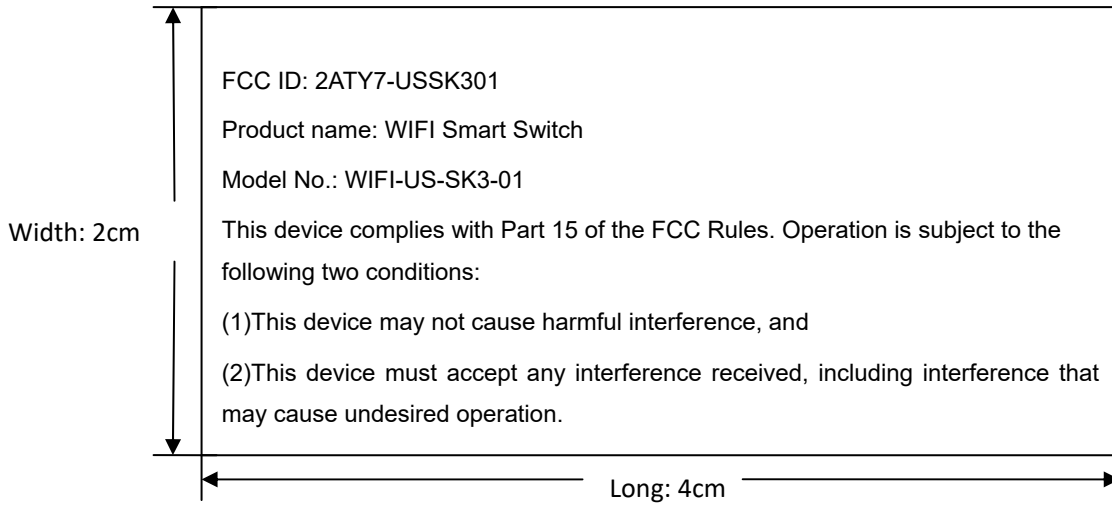 FCC ID: 2ATY7-USSK301
Product name: WIFI Smart Switch
Model No.: WIFI-US-SK3-01
Width: 2cm
This device complies with Part 15 of the FCC Rules. Operation is subject to the
following two conditions:
(1)This device may not cause harmful interference, and
(2)This device must accept any interference received, including interference that
may cause undesired operation.
Long: 4cm